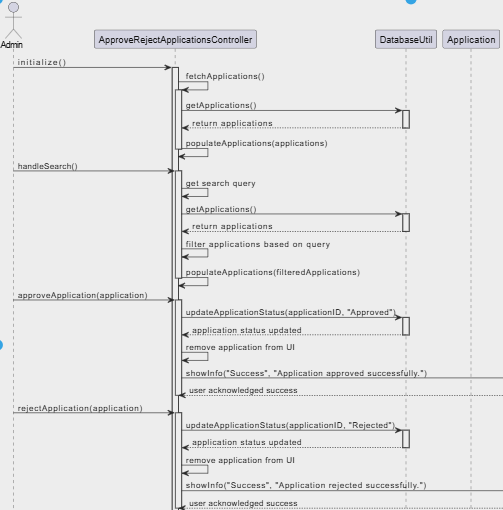 Admin
ApproveRejectApplicationsController
DatabaseUtil
Application
initialize()
fetchApplications()
getApplications()
return applications
populateApplications(applications)
handleSearch()
get search query
getApplications()
return applications
filter applications based on query
populateApplications(filteredApplications)
approveApplication(application)
updateApplicationStatus(applicationID, "Approved")
application status updated
remove application from UI
showInfo("Success", "Application approved successfully.")
user acknowledged success
rejectApplication(application)
updateApplicationStatus(applicationID, "Rejected")
application status updated
remove application from UI
showInfo("Success", "Application rejected successfully.")
user acknowledged success